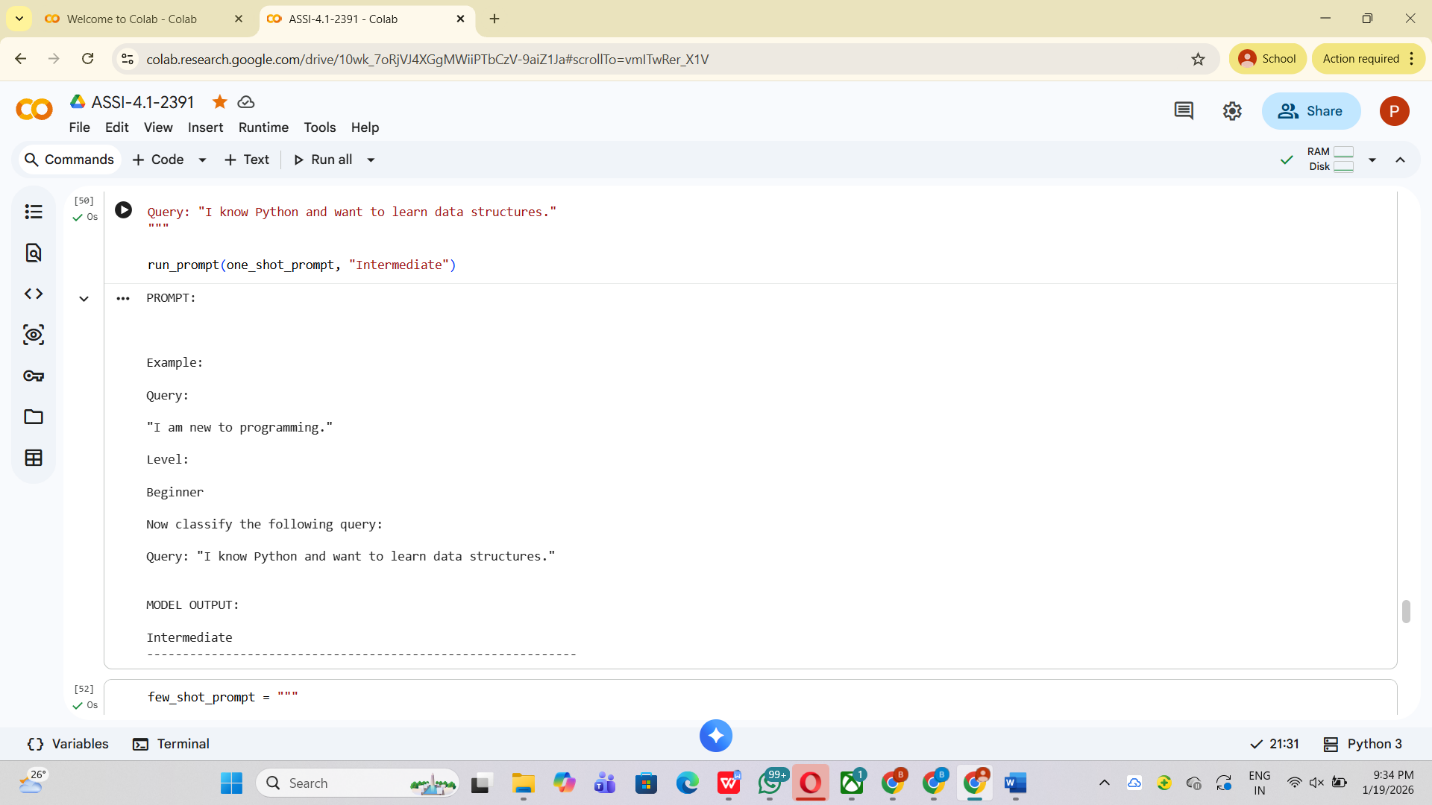 Welcome to Colab - Colab
ASSI-4.1-2391 - Colab
colab.research.google.com/drive/10wk_7oRjVJ4XGgMWiiPTbCzV-9aiZ1Ja#scrollTo=vmITwRer_X1V
School
Action required
ASSI-4.1-2391
File Edit View Insert Runtime Tools Help
Share
P
Commands + Code + Text Run all
RAM
Disk
[50]
0s
Query: "I know Python and want to learn data structures."
"""
run_prompt(one_shot_prompt, "Intermediate")
PROMPT:
Example:
Query:
"I am new to programming."
Level:
Beginner
Now classify the following query:
Query: "I know Python and want to learn data structures."
MODEL OUTPUT:
Intermediate
------------------------------------------------------------
[52]
0s
few_shot_prompt = """
Variables Terminal
21:31 Python 3
26°
Search
99+
1
B
B
ENG
IN
9:34 PM
1/19/2026